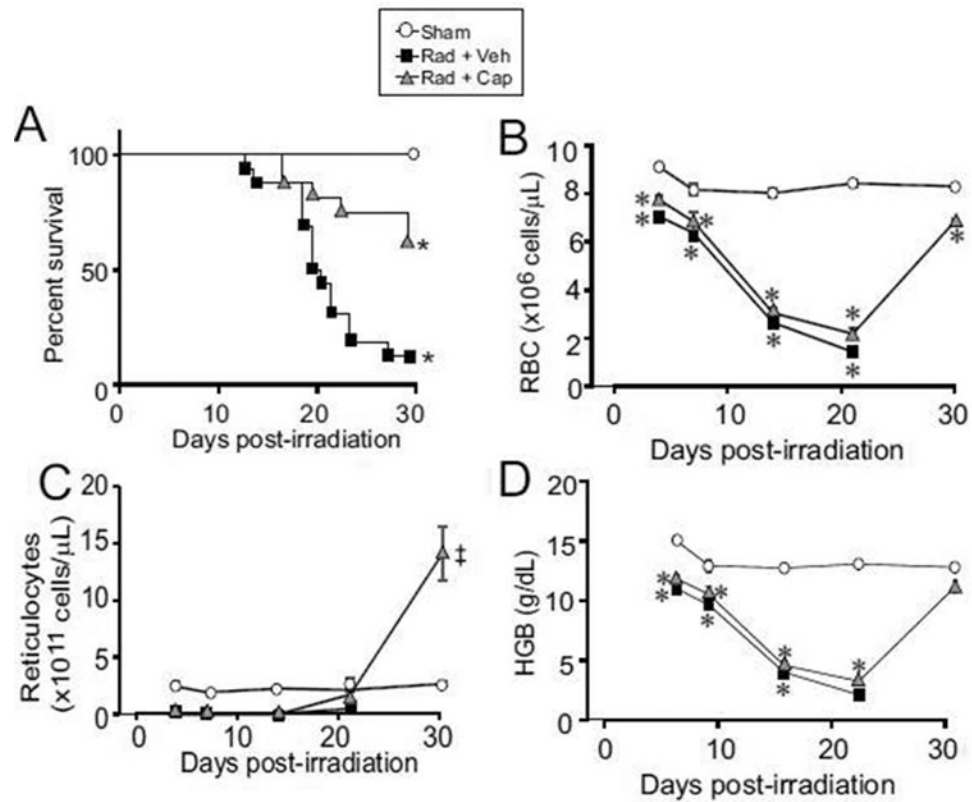 Sham
Rad + Veh
Rad + Cap
A
100
50
0
Percent survival
0 10 20 30
Days post-irradiation
*
*
B
10
8
6
4
2
0
RBC (x10⁶ cells/μL)
0 10 20 30
Days post-irradiation
*
*
*
*
*
*
*
*
*
C
20
15
10
5
0
Reticulocytes
(x10¹¹ cells/μL)
0 10 20 30
Days post-irradiation
‡
D
20
15
10
5
0
HGB (g/dL)
0 10 20 30
Days post-irradiation
*
*
*
*
*
*
*